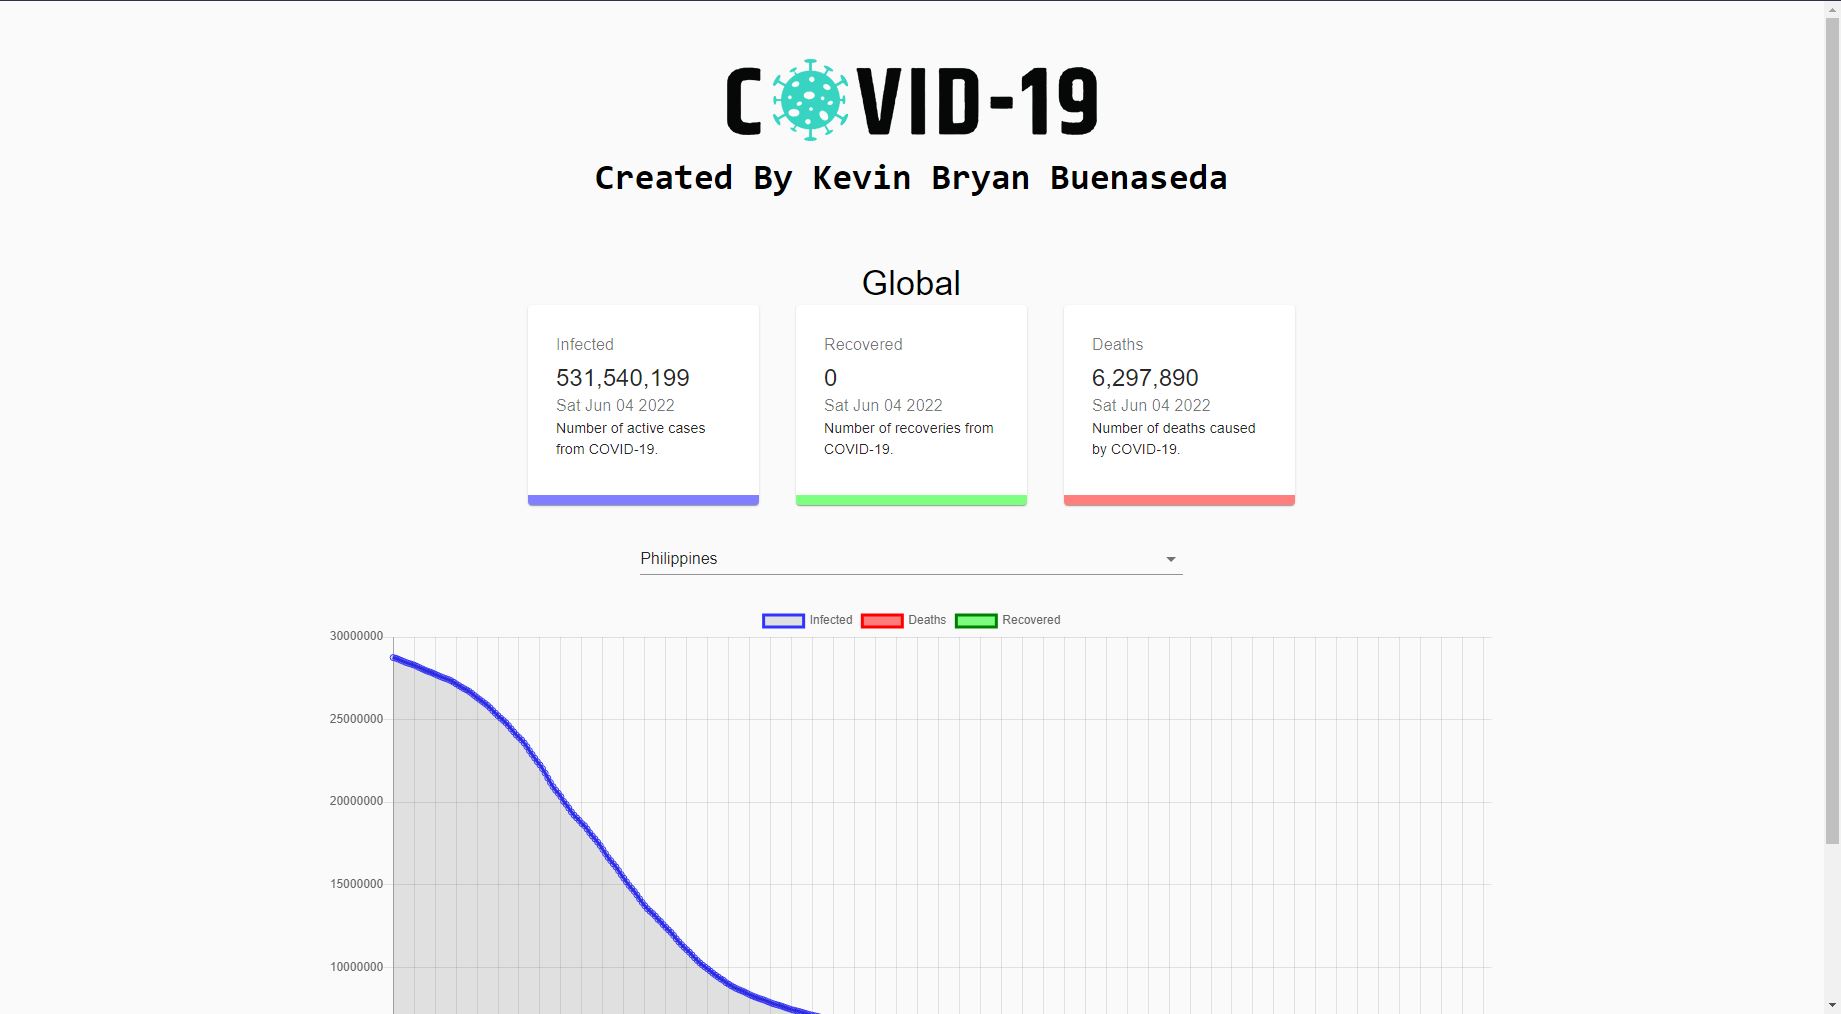 COVID-19
Created By Kevin Bryan Buenaseda
Global
Infected
531,540,199
Sat Jun 04 2022
Number of active cases
from COVID-19.
Recovered
0
Sat Jun 04 2022
Number of recoveries from
COVID-19.
Deaths
6,297,890
Sat Jun 04 2022
Number of deaths caused
by COVID-19.
Philippines
Infected Deaths Recovered
30000000
25000000
20000000
15000000
10000000